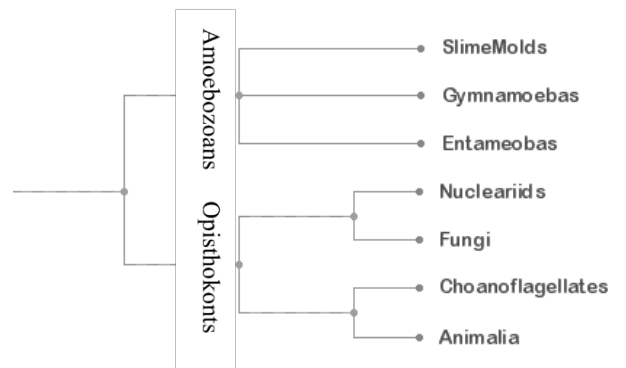 Amoebozoans
SlimeMolds
Gymnamoebas
Entameobas
Opisthokonts
Nucleariids
Fungi
Choanoflagellates
Animalia